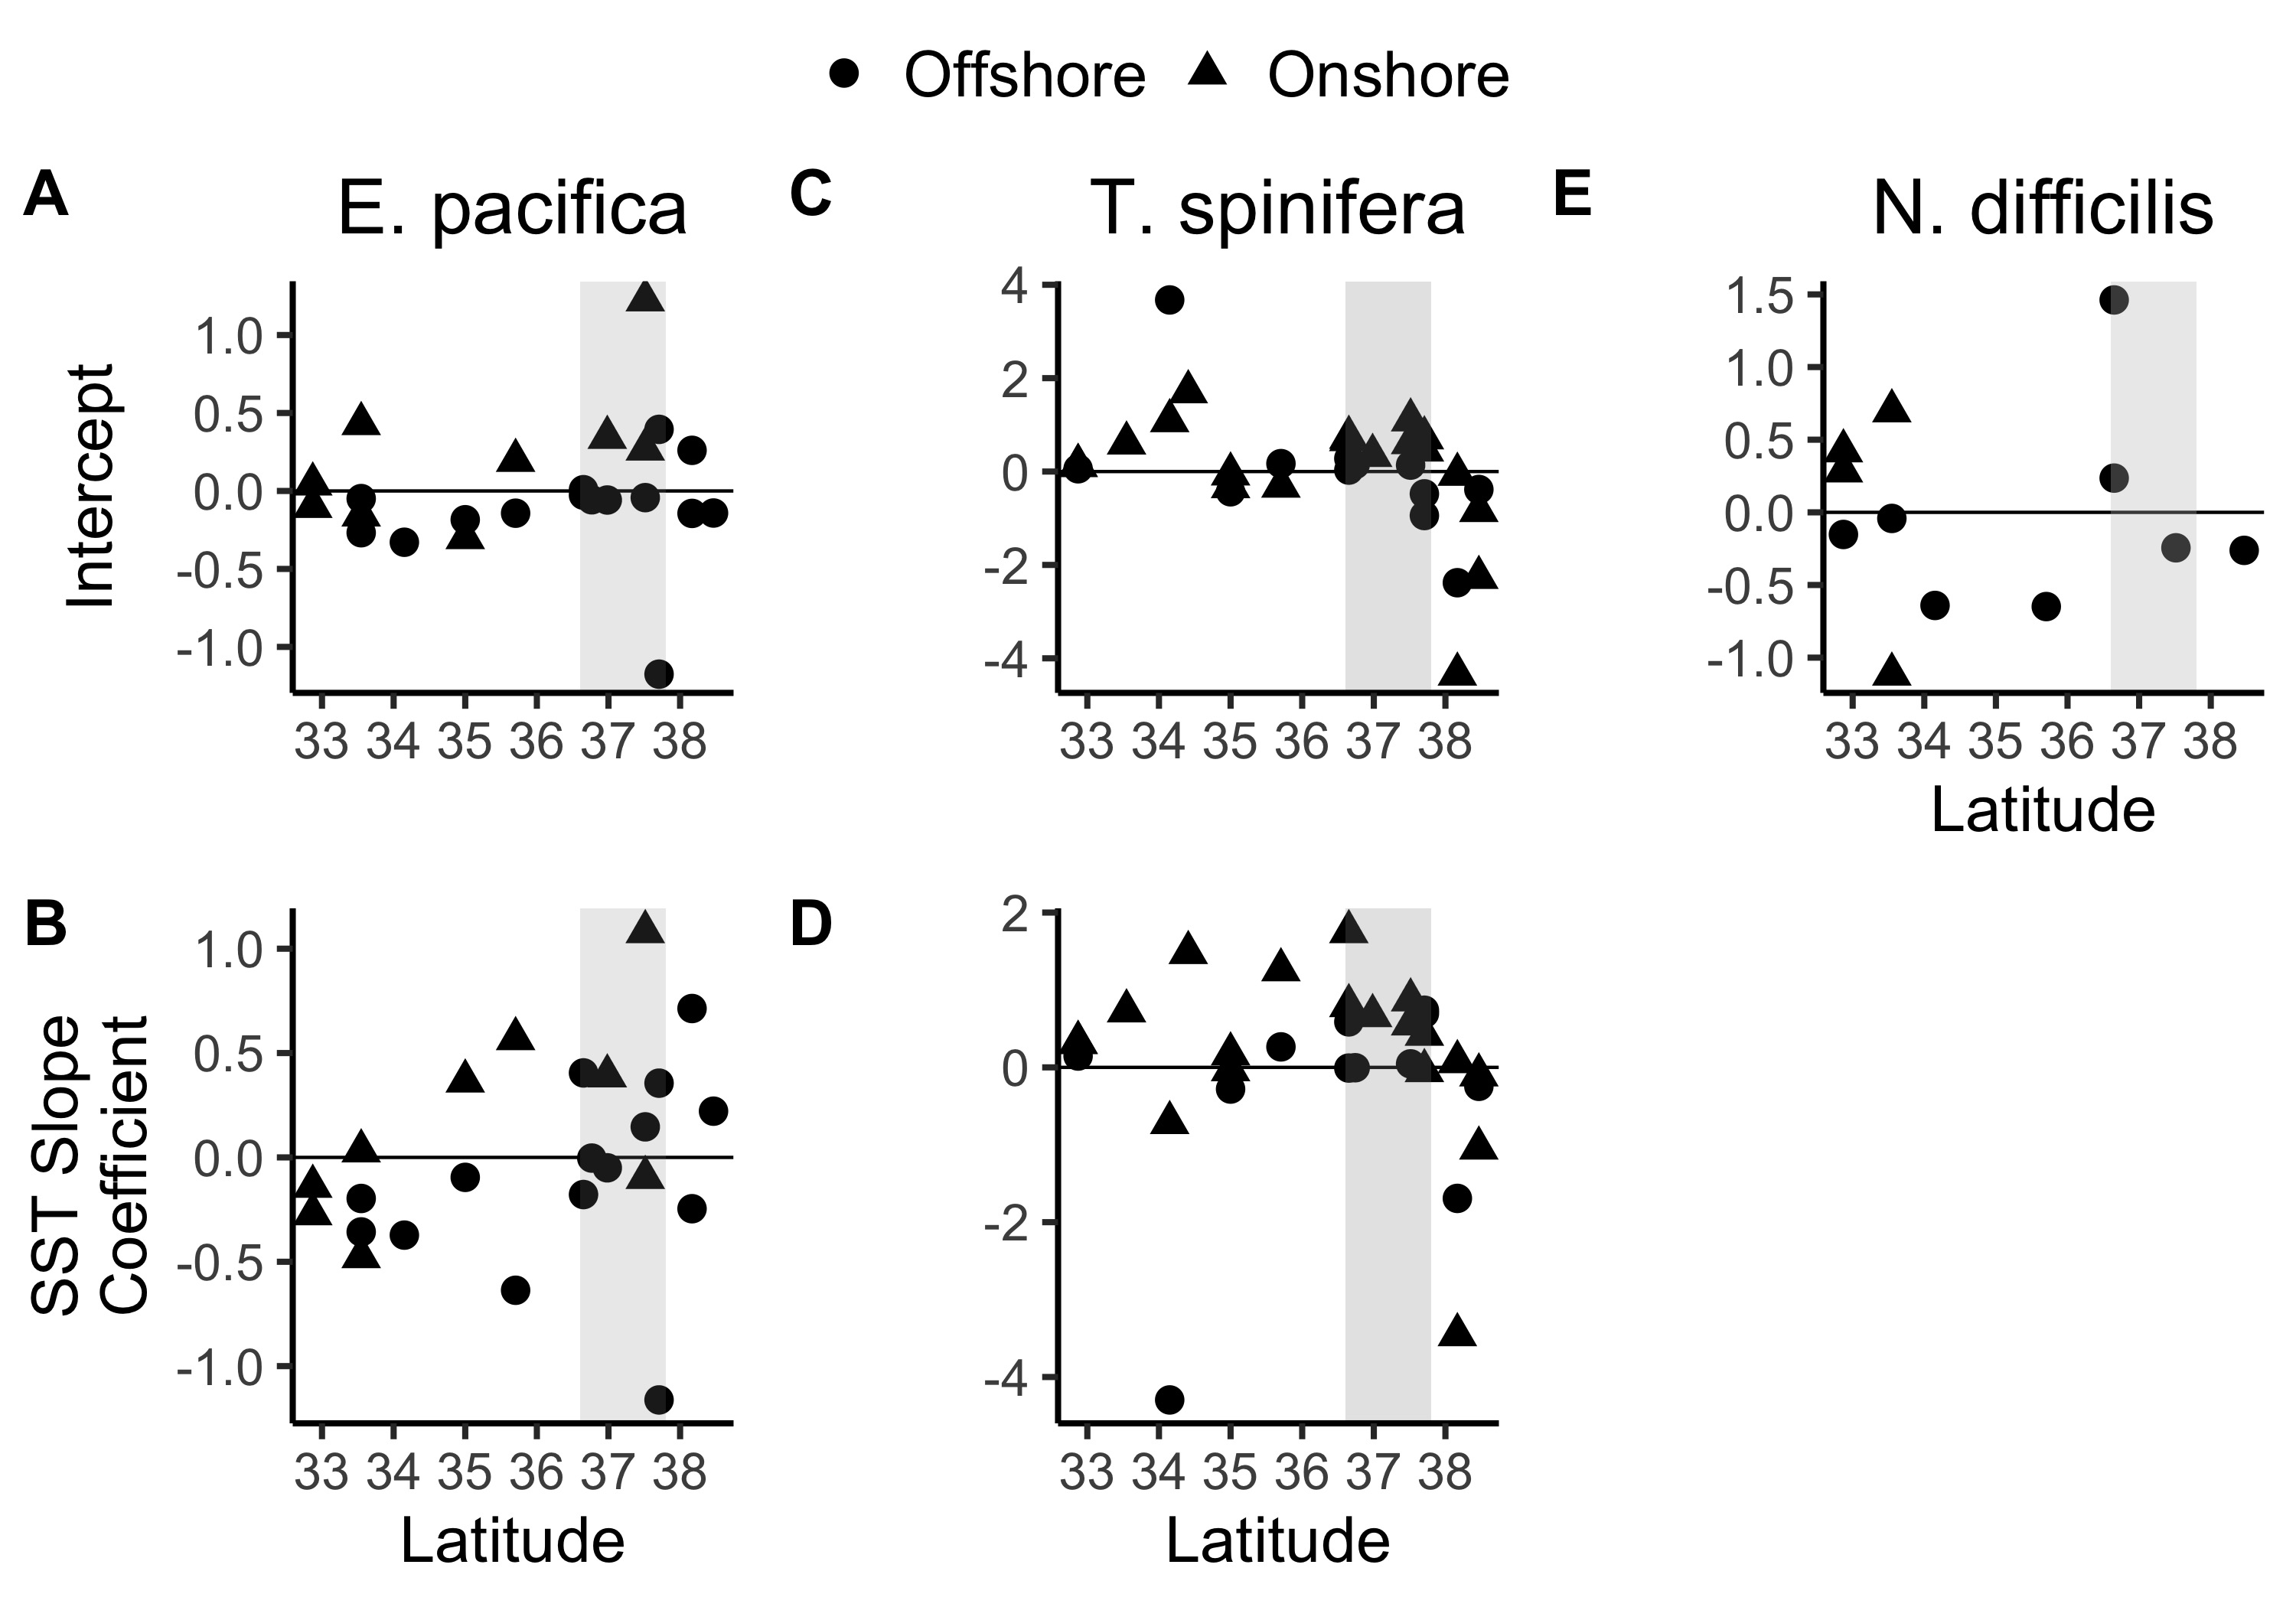 Offshore Onshore
A E. pacifica C T. spinifera E N. difficilis
Intercept
1.0
0.5
0.0
-0.5
-1.0
33 34 35 36 37 38
4
2
0
-2
-4
33 34 35 36 37 38
1.5
1.0
0.5
0.0
-0.5
-1.0
33 34 35 36 37 38
Latitude
B
SST Slope
Coefficient
1.0
0.5
0.0
-0.5
-1.0
33 34 35 36 37 38
Latitude
D
2
0
-2
-4
33 34 35 36 37 38
Latitude